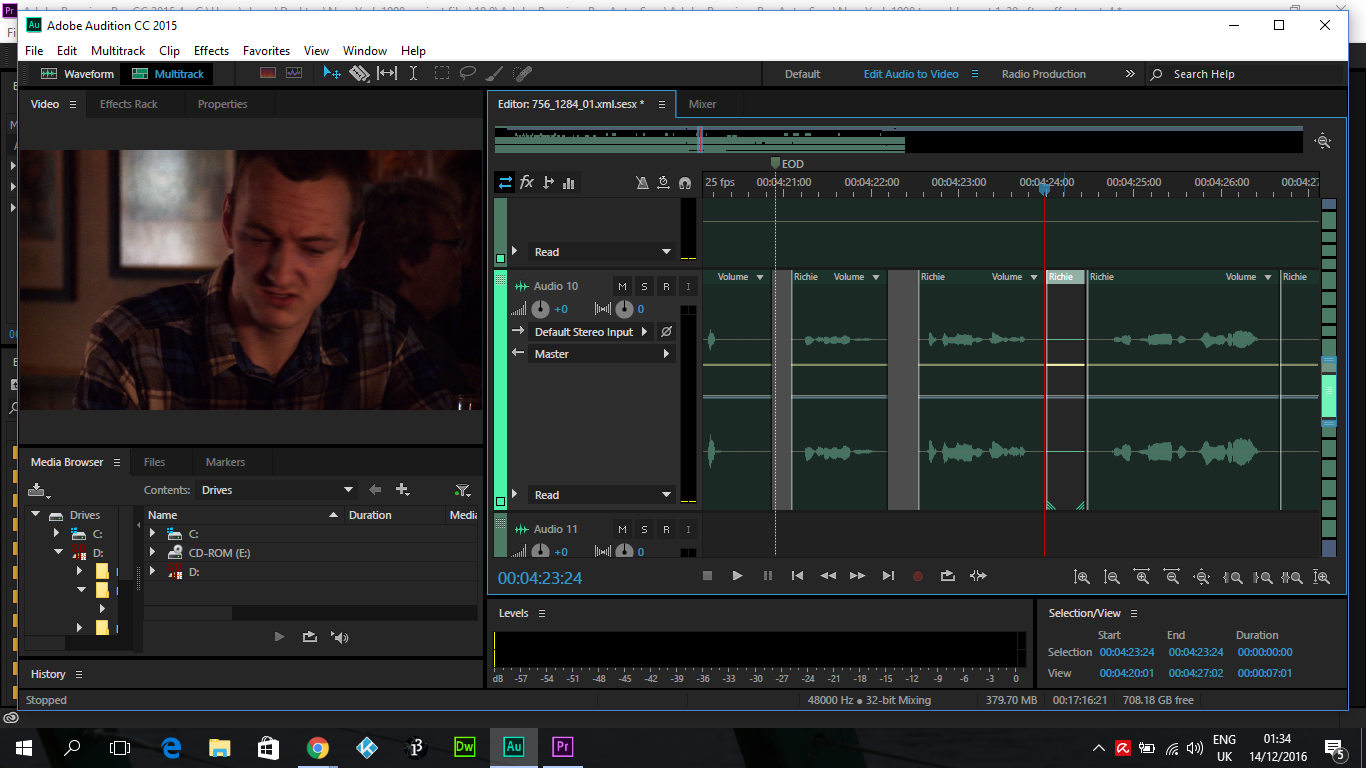 Adobe Audition CC 2015
File Edit Multitrack Clip Effects Favorites View Window Help
Waveform Multitrack Default Edit Audio to Video Radio Production Search Help
Video Effects Rack Properties
Editor: 756_1284_01.xml.sesx * Mixer
EOD
25 fps 00:04:21:00 00:04:22:00 00:04:23:00 00:04:24:00 00:04:25:00 00:04:26:00 00:04:27
Read
Volume Richie Volume Richie Volume Richie Richie Volume Richie
Audio 10 M S R I
+0 0
Default Stereo Input
Master
Read
Audio 11 M S R I
+0 0
Media Browser Files Markers
Contents: Drives
Drives
C:
D:
Name Duration Media
C:
CD-ROM (E:)
D:
00:04:23:24
History
Levels
dB -57 -54 -51 -48 -45 -42 -39 -36 -33 -30 -27 -24 -21 -18 -15 -12 -9 -6 -3 0
Selection/View
Start End Duration
Selection 00:04:23:24 00:04:23:24 00:00:00:00
View 00:04:20:01 00:04:27:02 00:00:07:01
Stopped 48000 Hz ● 32-bit Mixing 379.70 MB 00:17:16:21 708.18 GB free
Dw Au Pr
ENG
UK
01:34
14/12/2016
5